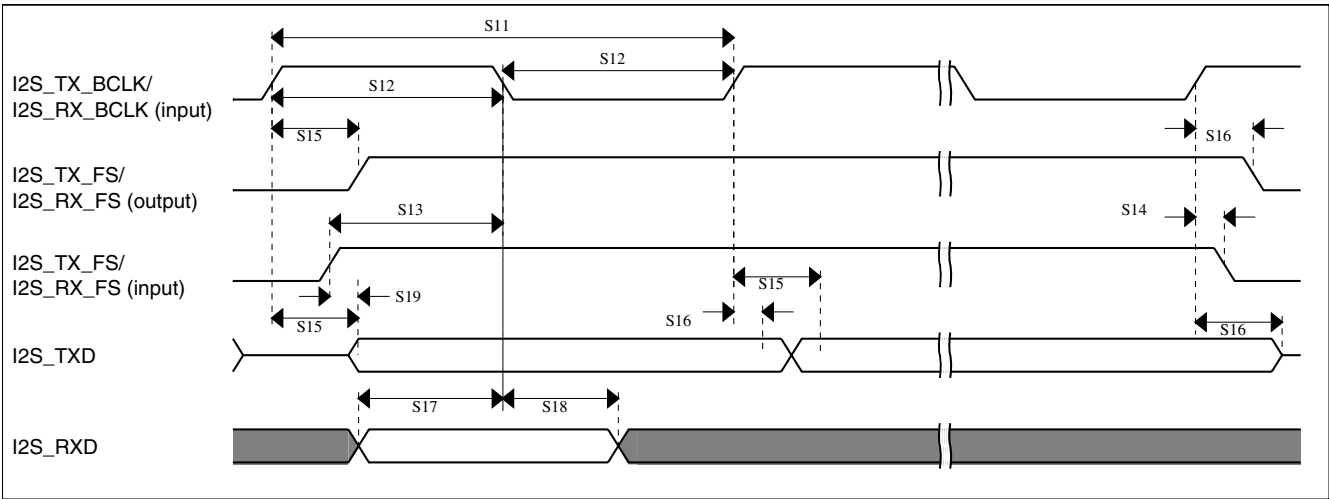 S11
I2S_TX_BCLK/
I2S_RX_BCLK (input)
S12
S12
S15
S16
I2S_TX_FS/
I2S_RX_FS (output)
S13
S14
I2S_TX_FS/
I2S_RX_FS (input)
S15
S19
S16
S15
S16
I2S_TXD
S17
S18
I2S_RXD